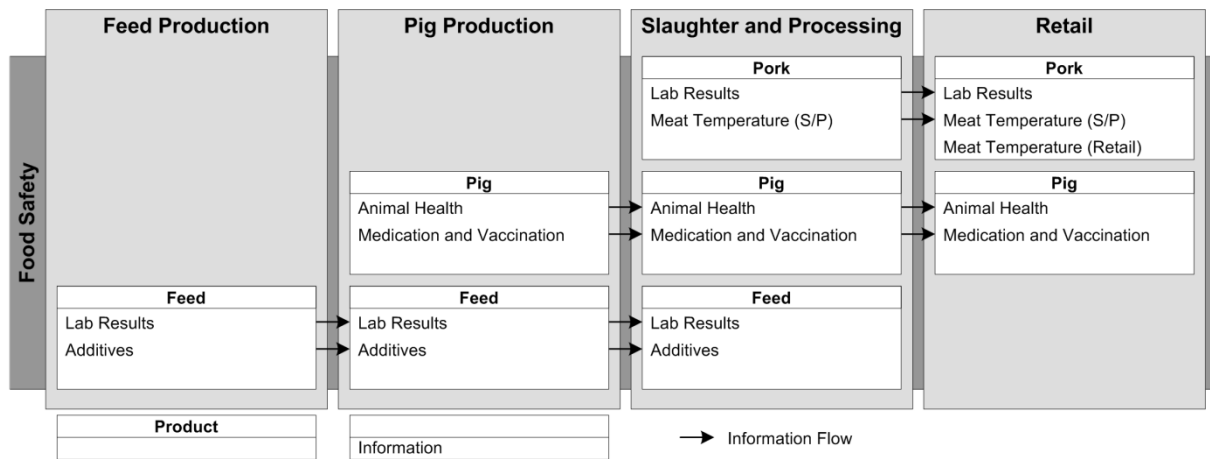 Feed Production
Pig Production
Slaughter and Processing
Retail
Food Safety
Pork
Lab Results
Meat Temperature (S/P)
Pork
Lab Results
Meat Temperature (S/P)
Meat Temperature (Retail)
Pig
Animal Health
Medication and Vaccination
Pig
Animal Health
Medication and Vaccination
Pig
Animal Health
Medication and Vaccination
Feed
Lab Results
Additives
Feed
Lab Results
Additives
Feed
Lab Results
Additives
Product
Information
Information Flow